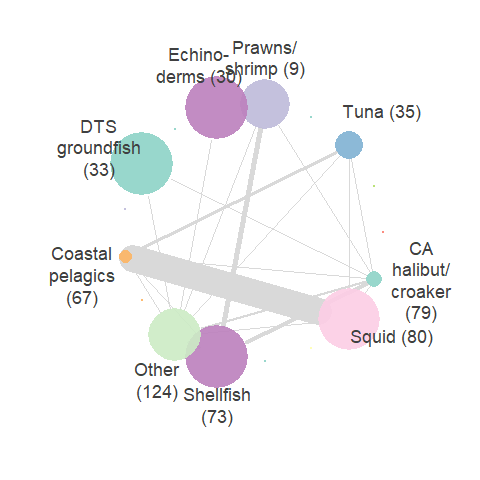 Echino-
derms (30)
Prawns/
shrimp (9)
Tuna (35)
DTS
groundfish
(33)
Coastal
pelagics
(67)
CA
halibut/
croaker
(79)
Squid (80)
Other
(124)
Shellfish
(73)